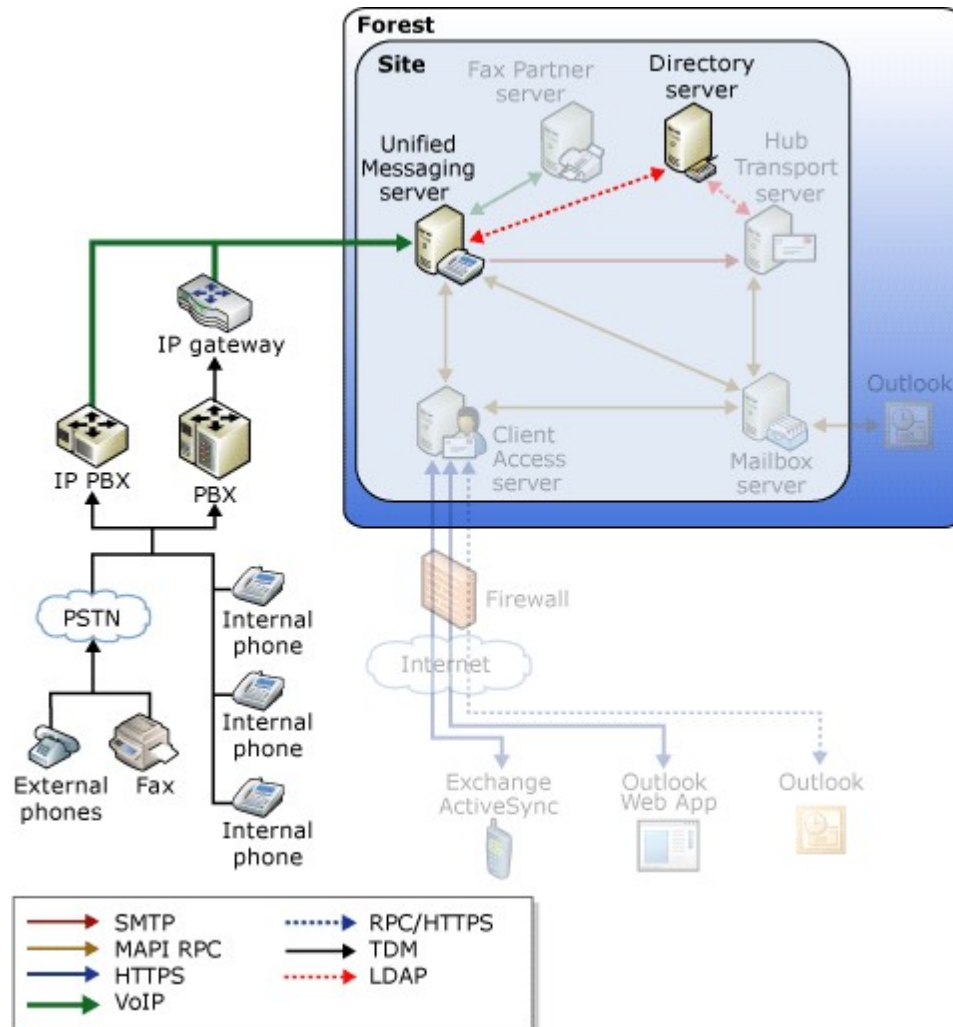 Forest
Site
Fax Partner
server
Directory
server
Unified
Messaging
server
Hub
Transport
server
IP gateway
Outlook
IP PBX
PBX
Client
Access
server
Mailbox
server
PSTN
Internal
phone
Firewall
Internet
Internal
phone
External
phones
Fax
Internal
phone
Exchange
ActiveSync
Outlook
Web App
Outlook
SMTP
MAPI RPC
HTTPS
VoIP
RPC/HTTPS
TDM
LDAP